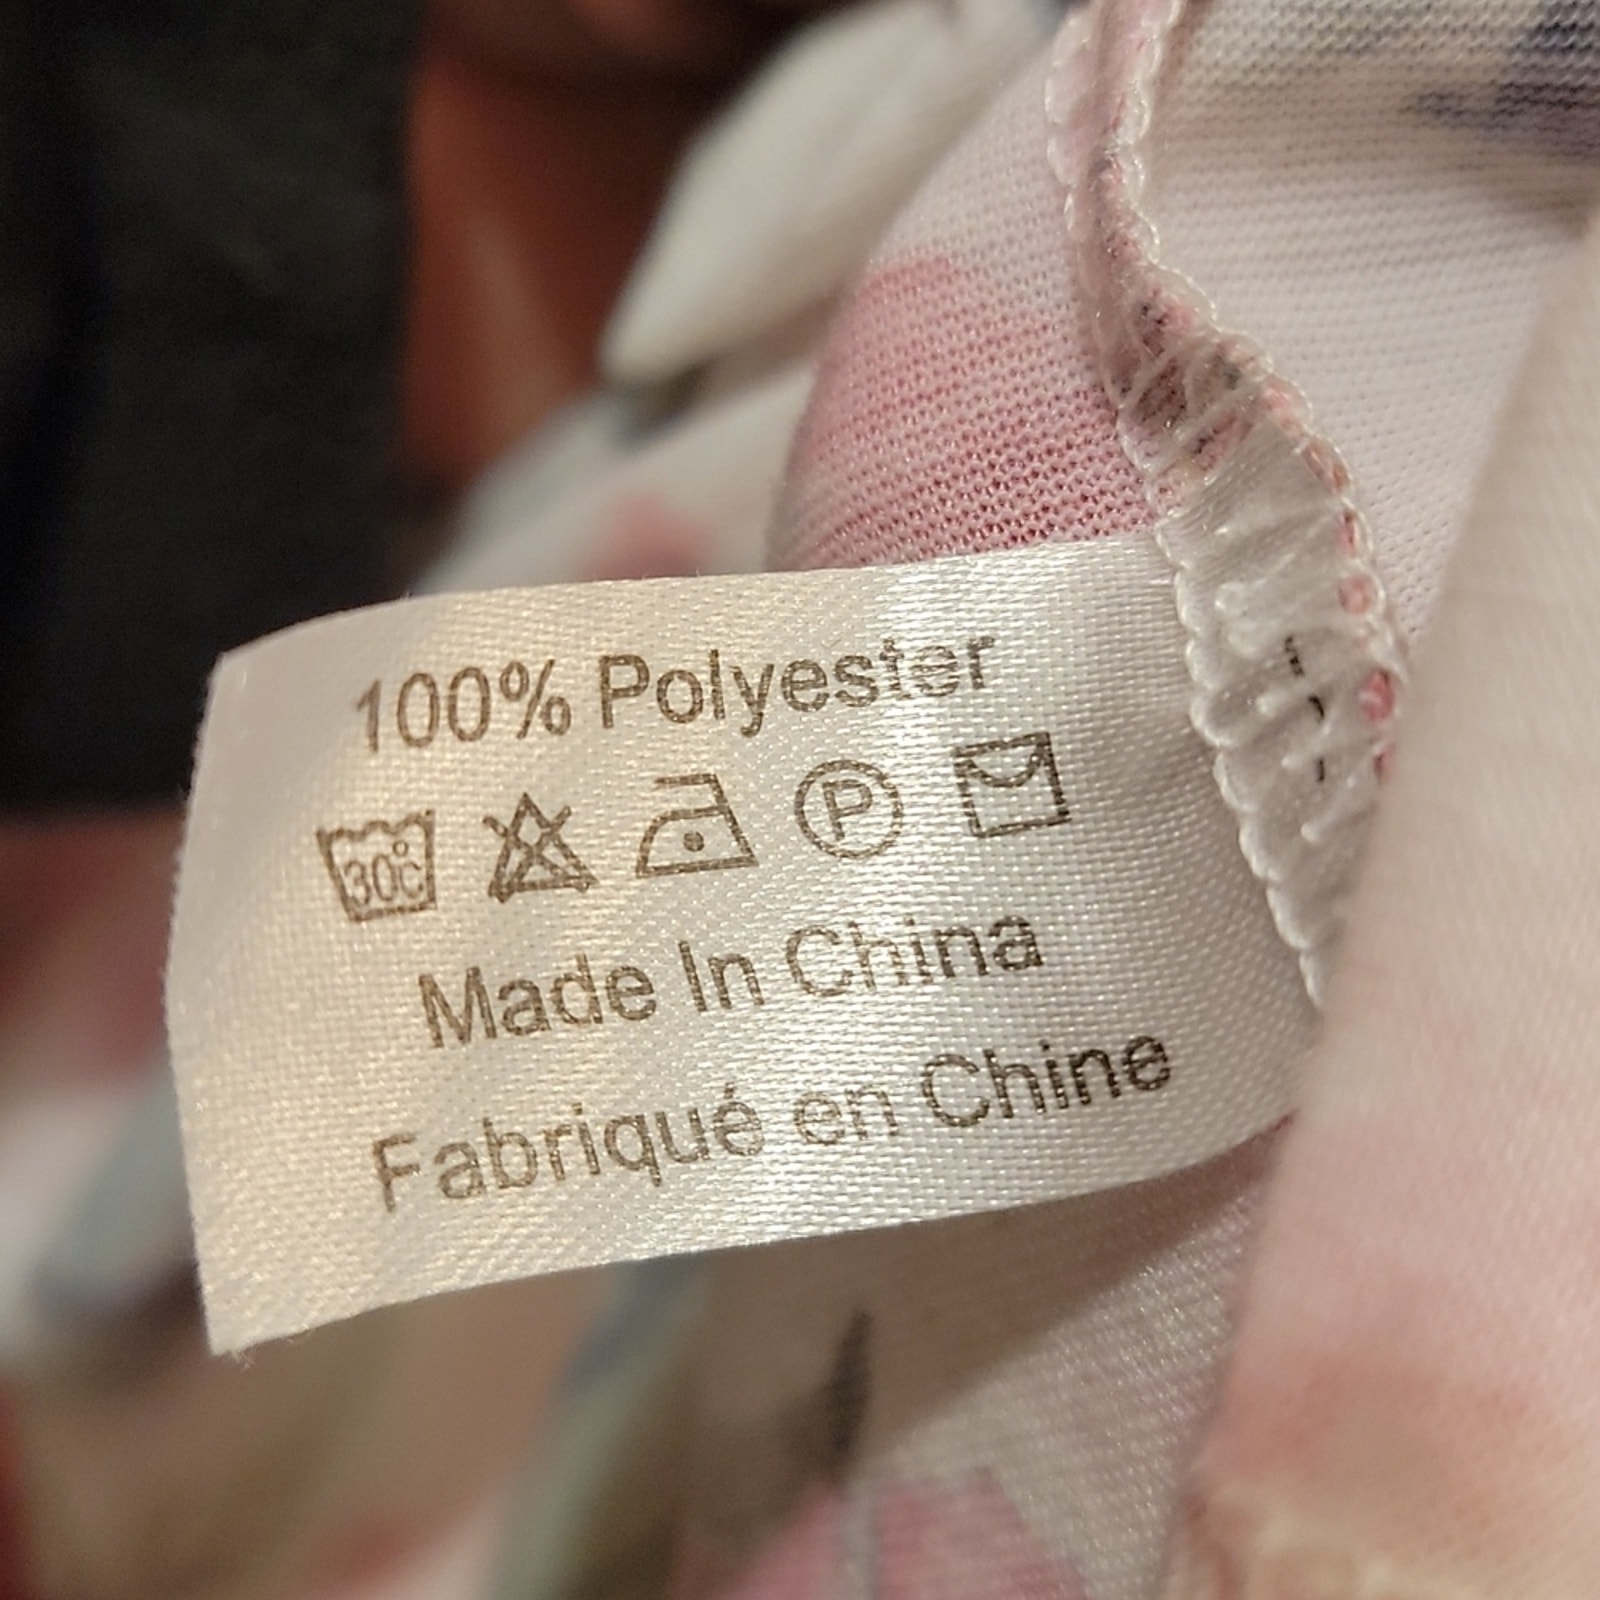 100% Polyester
30°C P
Made In China
Fabriqué en Chine